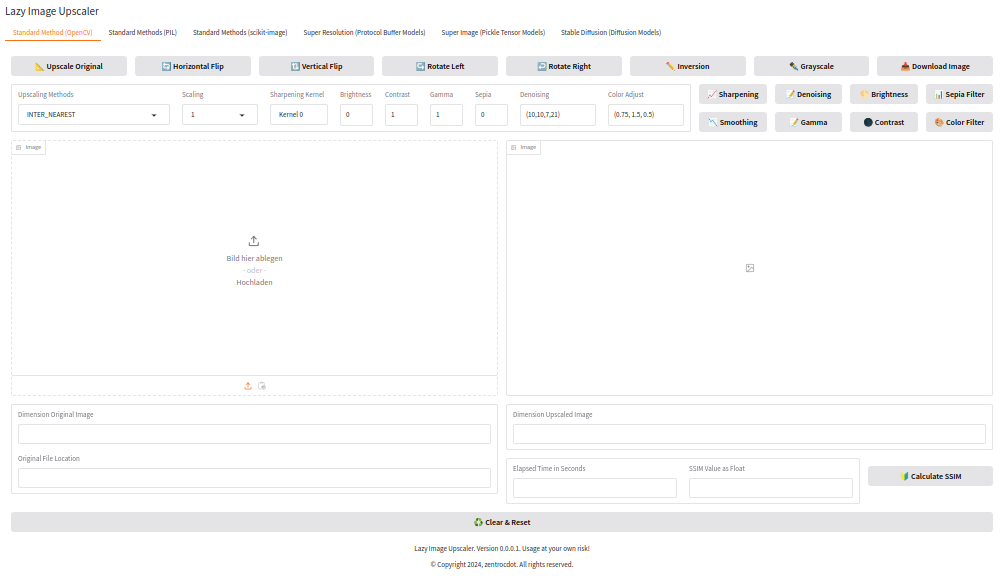 Lazy Image Upscaler
Standard Method (OpenCV) Standard Methods (PIL) Standard Methods (scikit-image) Super Resolution (Protocol Buffer Models) Super Image (Pickle Tensor Models) Stable Diffusion (Diffusion Models)
Upscale Original Horizontal Flip Vertical Flip Rotate Left Rotate Right Inversion Grayscale Download Image
Upscaling Methods Scaling Sharpening Kernel Brightness Contrast Gamma Sepia Denoising Color Adjust
INTER_NEAREST 1 Kernel 0 0 1 1 0 (10,10,7,21) (0.75, 1.5, 0.5)
Sharpening Denoising Brightness Sepia Filter
Smoothing Gamma Contrast Color Filter
Image
Bild hier ablegen
- oder -
Hochladen
Image
Dimension Original Image
Original File Location
Dimension Upscaled Image
Elapsed Time in Seconds SSIM Value as Float
Calculate SSIM
Clear & Reset
Lazy Image Upscaler. Version 0.0.0.1. Usage at your own risk!
© Copyright 2024, zentrocdot. All rights reserved.